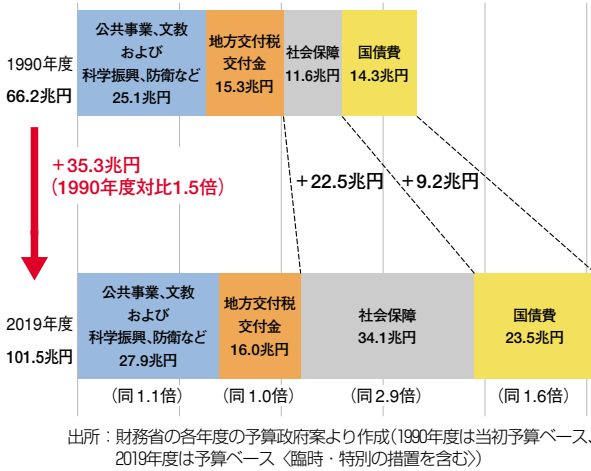 公共事業、文教
および
科学振興、防衛など
25.1兆円
地方交付税
交付金
15.3兆円
社会保障
11.6兆円
国債費
14.3兆円
1990年度
66.2兆円
+35.3兆円
(1990年度対比1.5倍)
+22.5兆円
+9.2兆円
2019年度
101.5兆円
公共事業、文教
および
科学振興、防衛など
27.9兆円
地方交付税
交付金
16.0兆円
社会保障
34.1兆円
国債費
23.5兆円
(同1.1倍)
(同1.0倍)
(同2.9倍)
(同1.6倍)
出所：財務省の各年度の予算政府案より作成(1990年度は当初予算ベース、
2019年度は予算ベース〈臨時・特別の措置を含む〉)